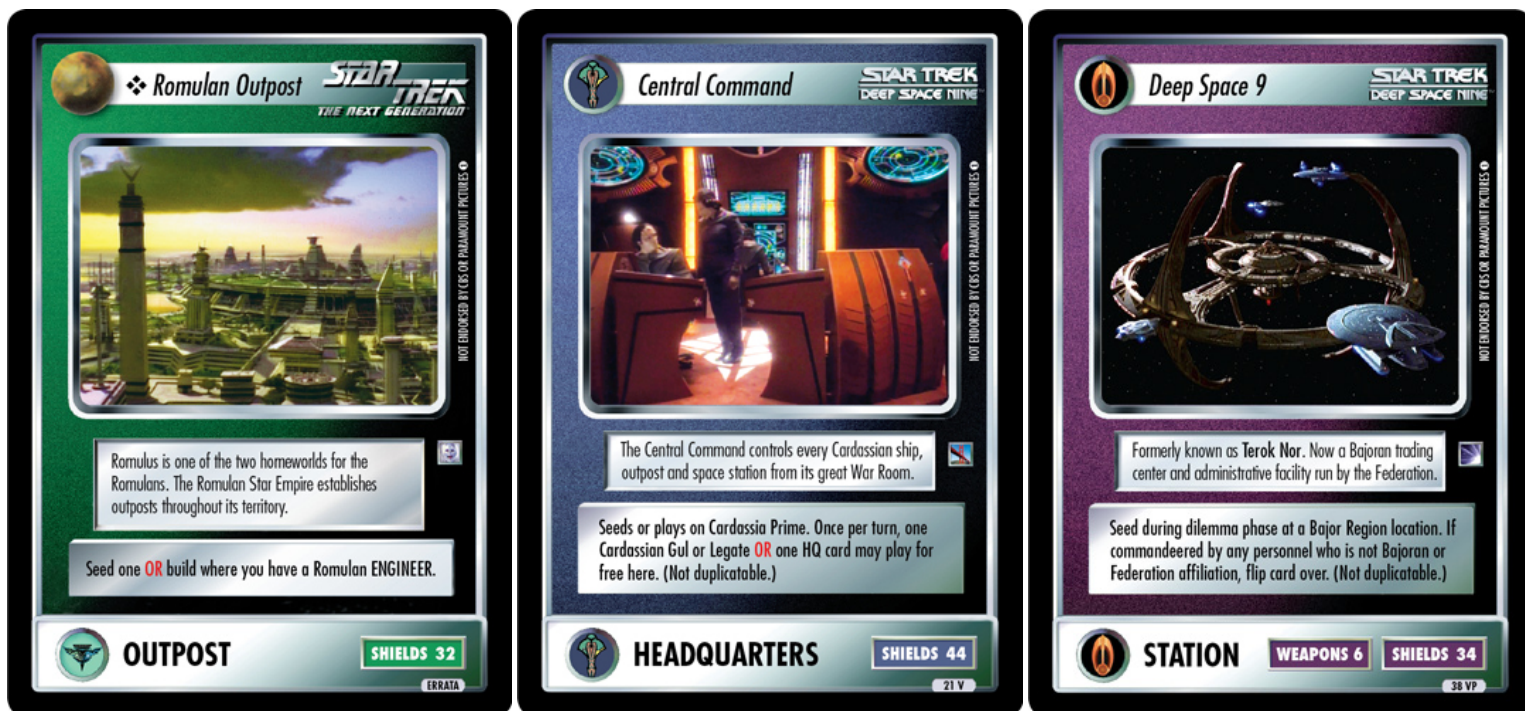 ❖ Romulan Outpost
STAR TREK
THE NEXT GENERATION
NOT ENDORSED BY CBS OR PARAMOUNT PICTURES
Romulus is one of the two homeworlds for the
Romulans. The Romulan Star Empire establishes
outposts throughout its territory.
Seed one OR build where you have a Romulan ENGINEER.
OUTPOST
SHIELDS 32
ERRATA
Central Command
STAR TREK
DEEP SPACE NINE
NOT ENDORSED BY CBS OR PARAMOUNT PICTURES
The Central Command controls every Cardassian ship,
outpost and space station from its great War Room.
Seeds or plays on Cardassia Prime. Once per turn, one
Cardassian Gul or Legate OR one HQ card may play for
free here. (Not duplicatable.)
HEADQUARTERS
SHIELDS 44
21 V
Deep Space 9
STAR TREK
DEEP SPACE NINE
NOT ENDORSED BY CBS OR PARAMOUNT PICTURES
Formerly known as Terok Nor. Now a Bajoran trading
center and administrative facility run by the Federation.
Seed during dilemma phase at a Bajor Region location. If
commandeered by any personnel who is not Bajoran or
Federation affiliation, flip card over. (Not duplicatable.)
STATION
WEAPONS 6
SHIELDS 34
38 VP